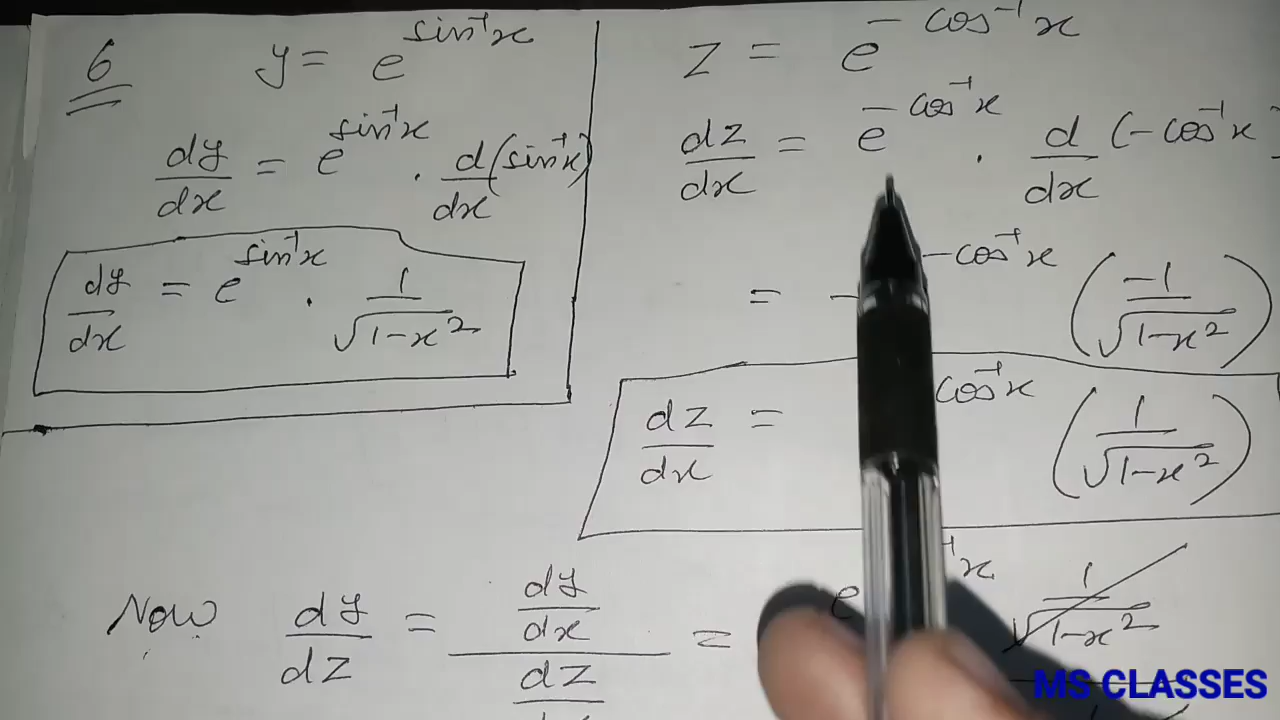 6 y = e^{sin⁻¹x}
dy/dx = e^{sin⁻¹x} . d/dx (sin⁻¹x)
dy/dx = e^{sin⁻¹x} . 1/√(1-x²)
z = e^{-cos⁻¹x}
dz/dx = e^{-cos⁻¹x} . d/dx (-cos⁻¹x
= - -cos⁻¹x (-1/√(1-x²))
dz/dx = cos⁻¹x (1/√(1-x²))
Now dy/dz = dy/dx / dz/ = e ⁻¹x 1/√(1-x²)
MS CLASSES